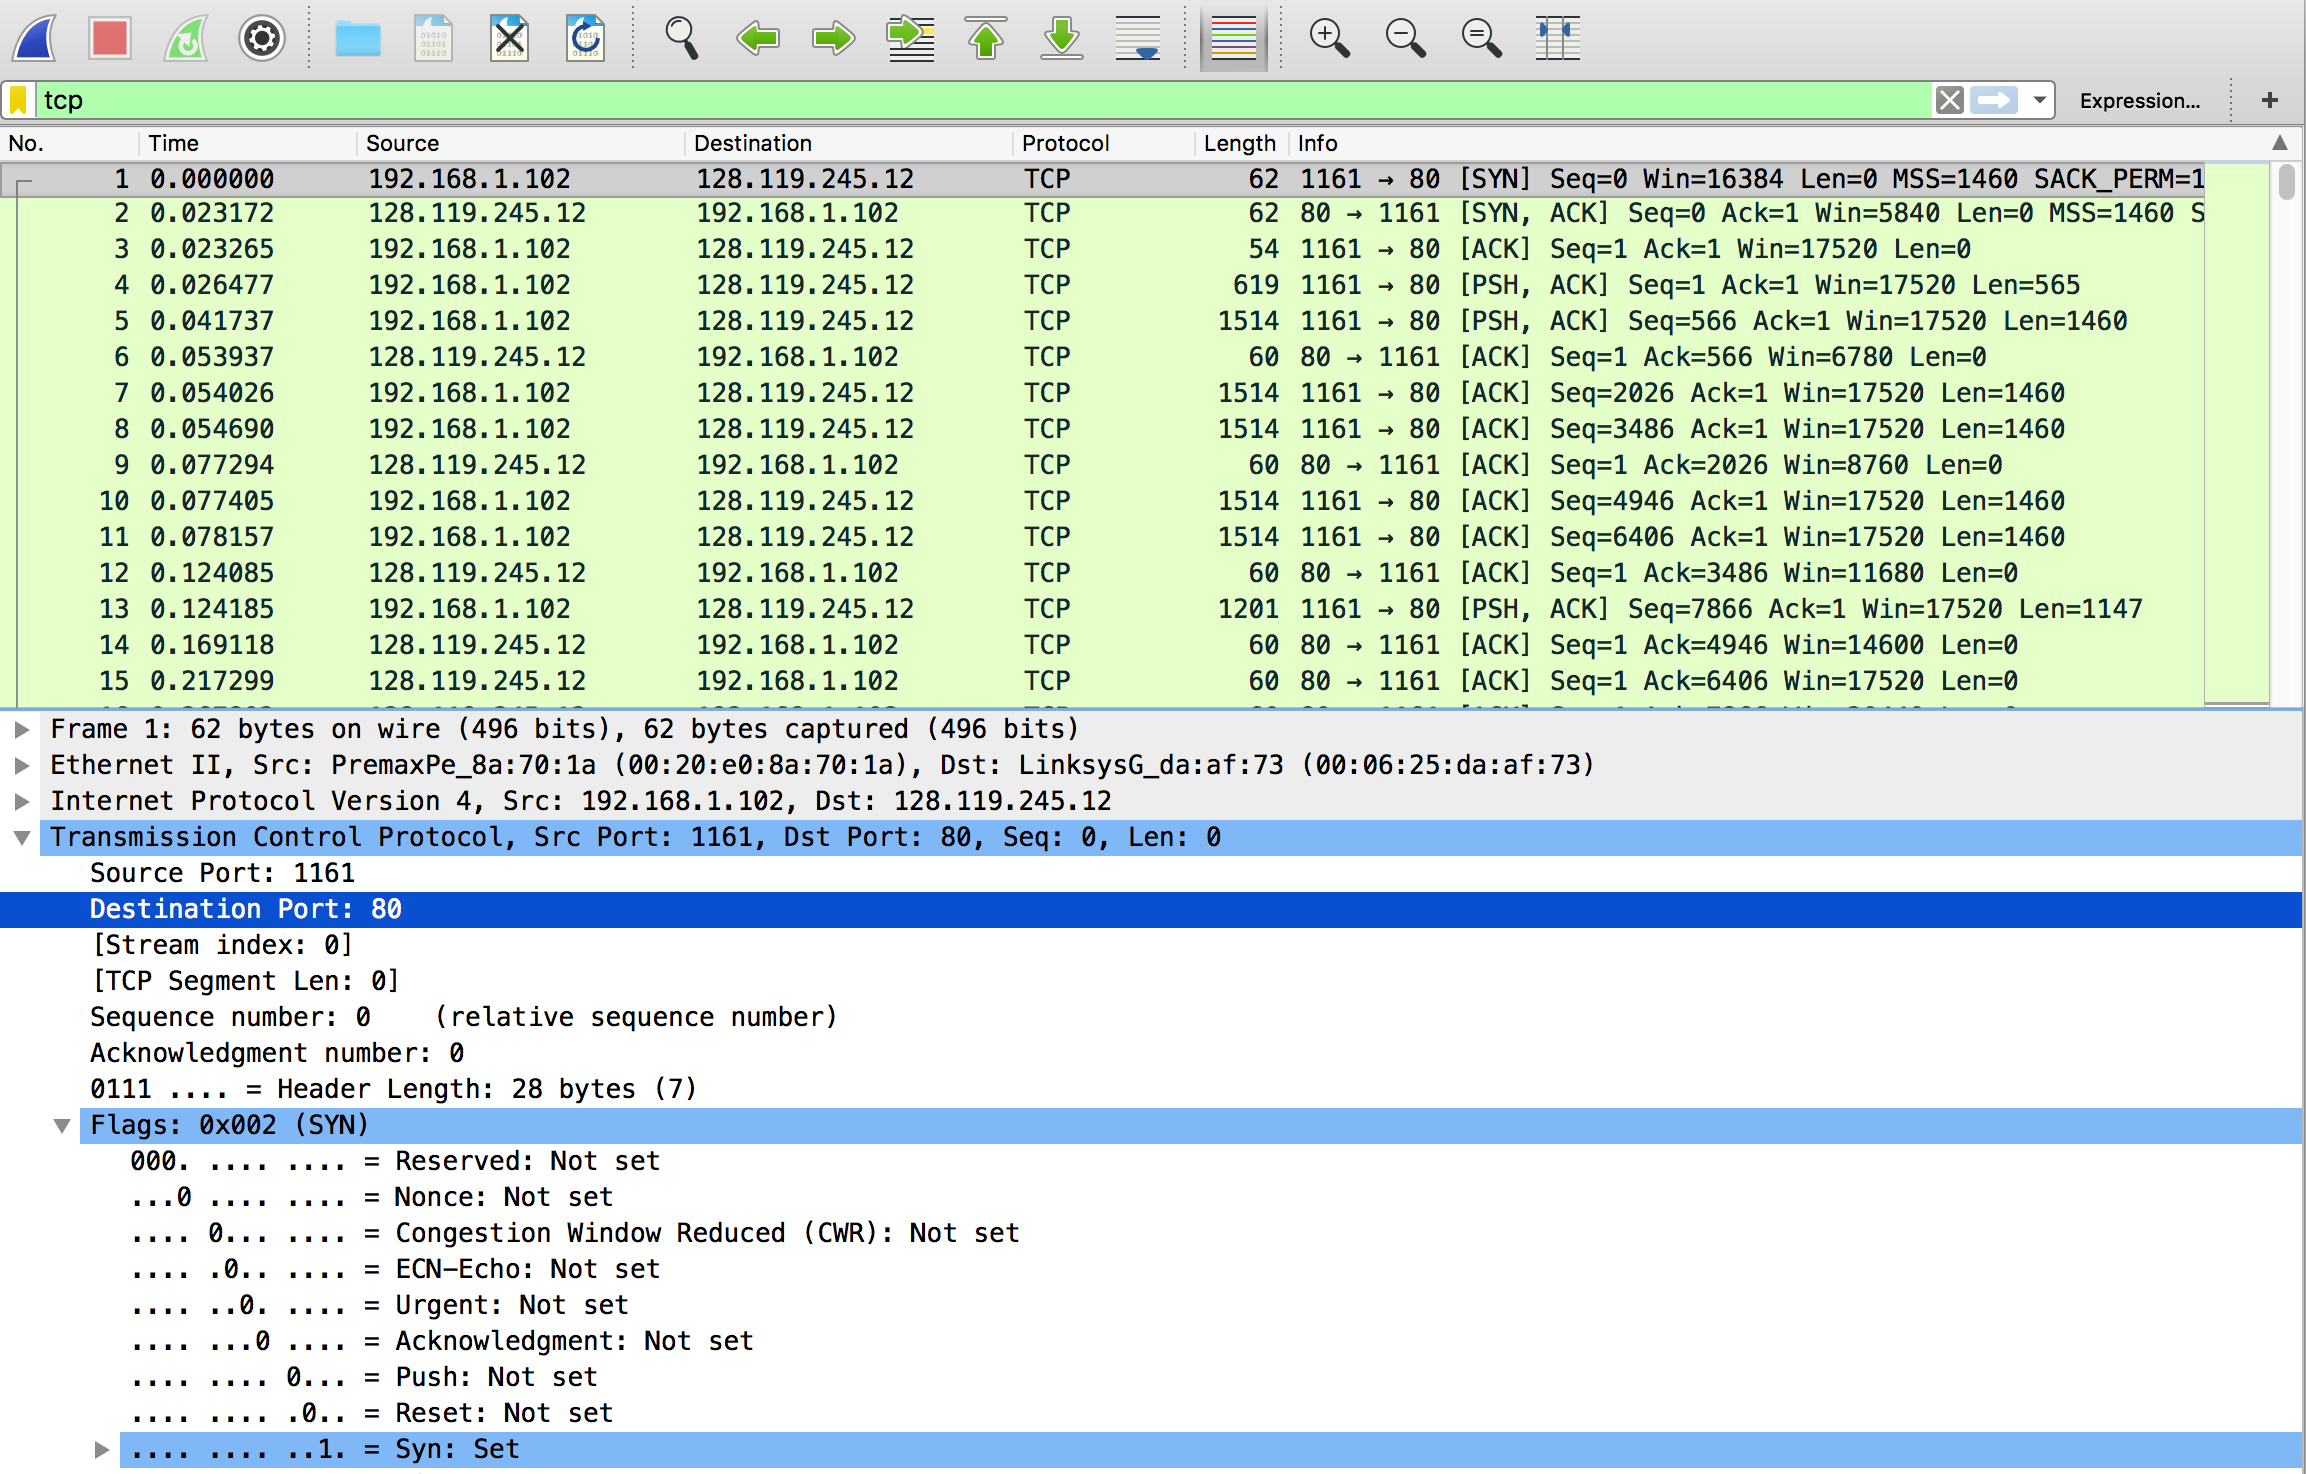 tcp
Expression...
+
No. Time Source Destination Protocol Length Info
1 0.000000 192.168.1.102 128.119.245.12 TCP 62 1161 → 80 [SYN] Seq=0 Win=16384 Len=0 MSS=1460 SACK_PERM=1
2 0.023172 128.119.245.12 192.168.1.102 TCP 62 80 → 1161 [SYN, ACK] Seq=0 Ack=1 Win=5840 Len=0 MSS=1460 S
3 0.023265 192.168.1.102 128.119.245.12 TCP 54 1161 → 80 [ACK] Seq=1 Ack=1 Win=17520 Len=0
4 0.026477 192.168.1.102 128.119.245.12 TCP 619 1161 → 80 [PSH, ACK] Seq=1 Ack=1 Win=17520 Len=565
5 0.041737 192.168.1.102 128.119.245.12 TCP 1514 1161 → 80 [PSH, ACK] Seq=566 Ack=1 Win=17520 Len=1460
6 0.053937 128.119.245.12 192.168.1.102 TCP 60 80 → 1161 [ACK] Seq=1 Ack=566 Win=6780 Len=0
7 0.054026 192.168.1.102 128.119.245.12 TCP 1514 1161 → 80 [ACK] Seq=2026 Ack=1 Win=17520 Len=1460
8 0.054690 192.168.1.102 128.119.245.12 TCP 1514 1161 → 80 [ACK] Seq=3486 Ack=1 Win=17520 Len=1460
9 0.077294 128.119.245.12 192.168.1.102 TCP 60 80 → 1161 [ACK] Seq=1 Ack=2026 Win=8760 Len=0
10 0.077405 192.168.1.102 128.119.245.12 TCP 1514 1161 → 80 [ACK] Seq=4946 Ack=1 Win=17520 Len=1460
11 0.078157 192.168.1.102 128.119.245.12 TCP 1514 1161 → 80 [ACK] Seq=6406 Ack=1 Win=17520 Len=1460
12 0.124085 128.119.245.12 192.168.1.102 TCP 60 80 → 1161 [ACK] Seq=1 Ack=3486 Win=11680 Len=0
13 0.124185 192.168.1.102 128.119.245.12 TCP 1201 1161 → 80 [PSH, ACK] Seq=7866 Ack=1 Win=17520 Len=1147
14 0.169118 128.119.245.12 192.168.1.102 TCP 60 80 → 1161 [ACK] Seq=1 Ack=4946 Win=14600 Len=0
15 0.217299 128.119.245.12 192.168.1.102 TCP 60 80 → 1161 [ACK] Seq=1 Ack=6406 Win=17520 Len=0
Frame 1: 62 bytes on wire (496 bits), 62 bytes captured (496 bits)
Ethernet II, Src: PremaxPe_8a:70:1a (00:20:e0:8a:70:1a), Dst: LinksysG_da:af:73 (00:06:25:da:af:73)
Internet Protocol Version 4, Src: 192.168.1.102, Dst: 128.119.245.12
Transmission Control Protocol, Src Port: 1161, Dst Port: 80, Seq: 0, Len: 0
Source Port: 1161
Destination Port: 80
[Stream index: 0]
[TCP Segment Len: 0]
Sequence number: 0    (relative sequence number)
Acknowledgment number: 0
0111 .... = Header Length: 28 bytes (7)
Flags: 0x002 (SYN)
000. .... .... = Reserved: Not set
...0 .... .... = Nonce: Not set
.... 0... .... = Congestion Window Reduced (CWR): Not set
.... .0.. .... = ECN-Echo: Not set
.... ..0. .... = Urgent: Not set
.... ...0 .... = Acknowledgment: Not set
.... .... 0... = Push: Not set
.... .... .0.. = Reset: Not set
.... .... ..1. = Syn: Set